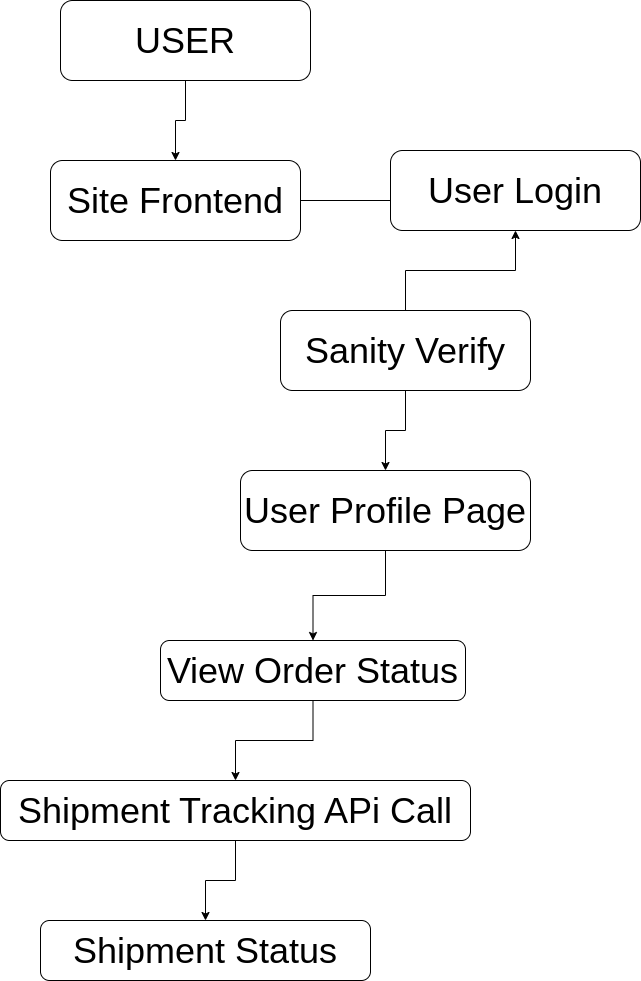 USER
Site Frontend
User Login
Sanity Verify
User Profile Page
View Order Status
Shipment Tracking APi Call
Shipment Status